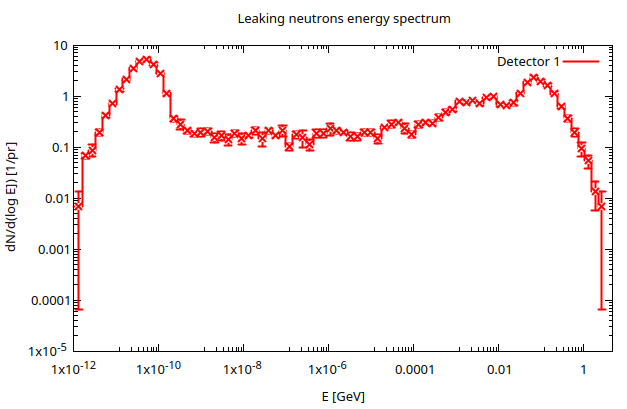 Leaking neutrons energy spectrum
Detector 1
dN/d(log E)) [1/pr]
10
1
0.1
0.01
0.001
0.0001
1x10-5
1x10-12
1x10-10
1x10-8
1x10-6
0.0001
0.01
1
E [GeV]